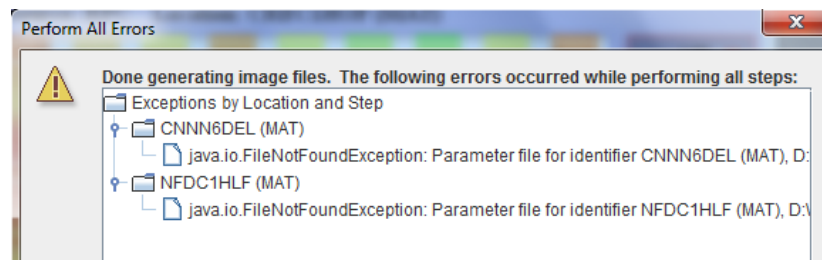 Perform All Errors
Done generating image files. The following errors occurred while performing all steps:
Exceptions by Location and Step
CNNN6DEL (MAT)
java.io.FileNotFoundException: Parameter file for identifier CNNN6DEL (MAT), D:
NFDC1HLF (MAT)
java.io.FileNotFoundException: Parameter file for identifier NFDC1HLF (MAT), D:\